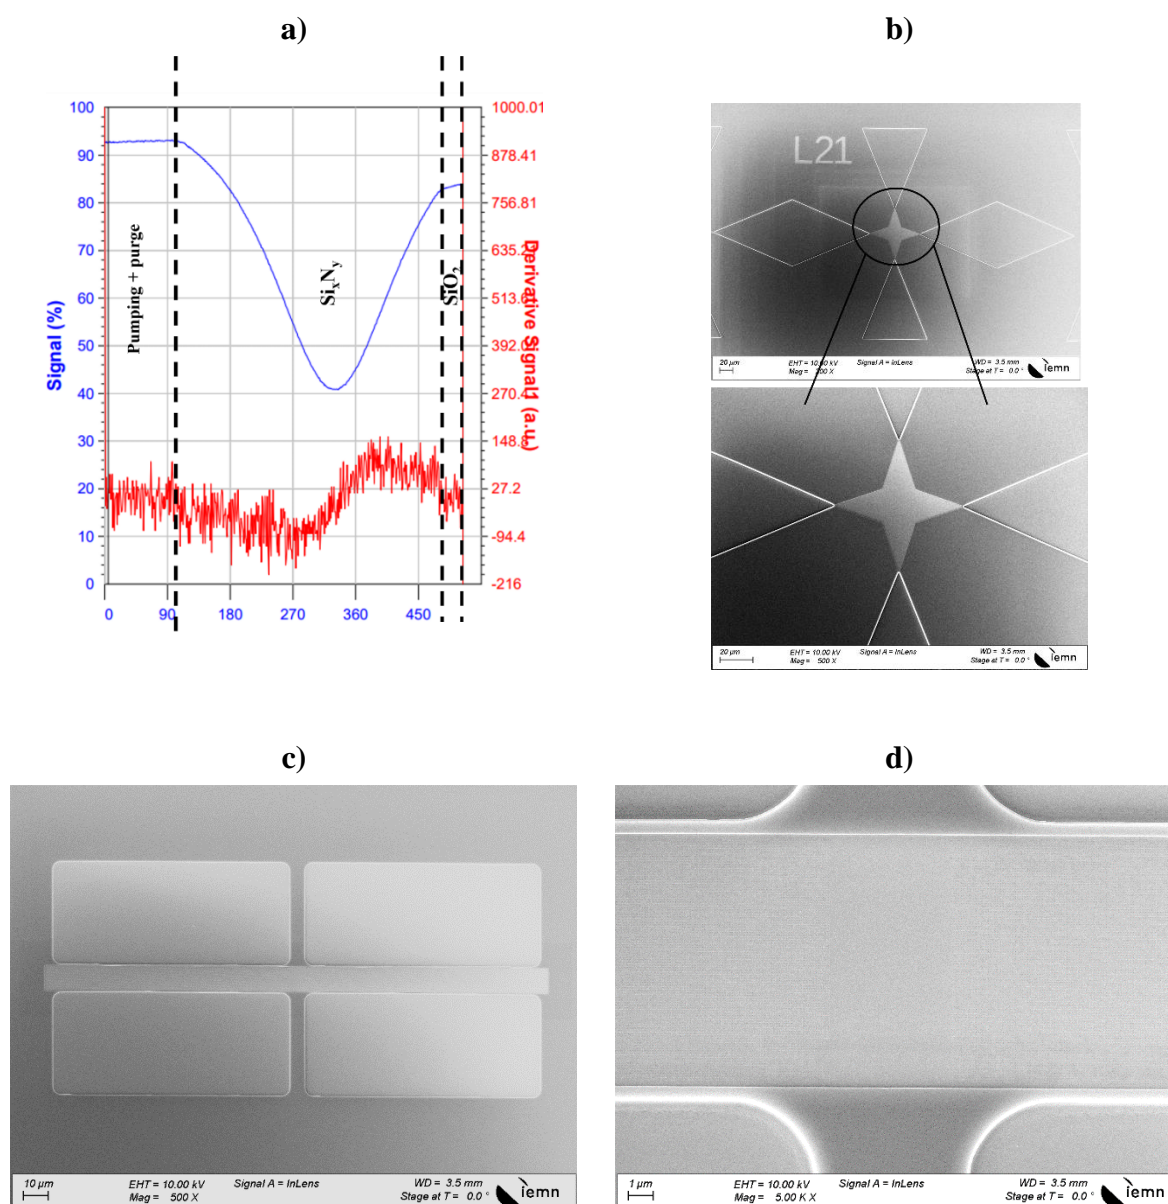 a)
b)
100
90
80
70
60
50
40
30
20
10
0
Signal (%)
0
90
180
270
360
450
1000.01
878.41
756.81
635.2
513.6
392.0
270.4
148.8
27.2
-94.4
-216
Derivative Signal1 (a.u.)
Pumping + purge
SixNy
SiO2
L21
20 µm
EHT = 10.00 kV
Signal A = InLens
WD = 3.5 mm
Stage at T = 0.0 °
iemn
20 µm
EHT = 10.00 kV
Signal A = InLens
WD = 3.5 mm
Mag = 500 X
Stage at T = 0.0 °
iemn
c)
d)
10 µm
EHT = 10.00 kV
Signal A = InLens
WD = 3.5 mm
Mag = 500 X
Stage at T = 0.0 °
iemn
1 µm
EHT = 10.00 kV
Signal A = InLens
WD = 3.5 mm
Mag = 5.00 K X
Stage at T = 0.0 °
iemn